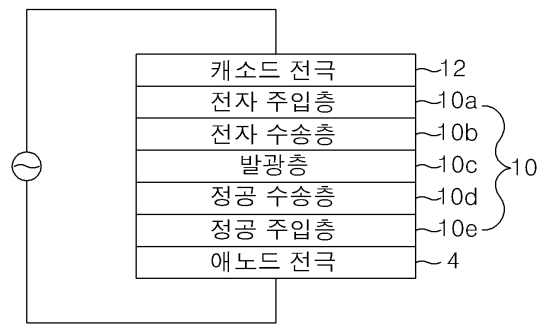 캐소드 전극 12
전자 주입층 10a
전자 수송층 10b
발광층 10c 10
정공 수송층 10d
정공 주입층 10e
애노드 전극 4